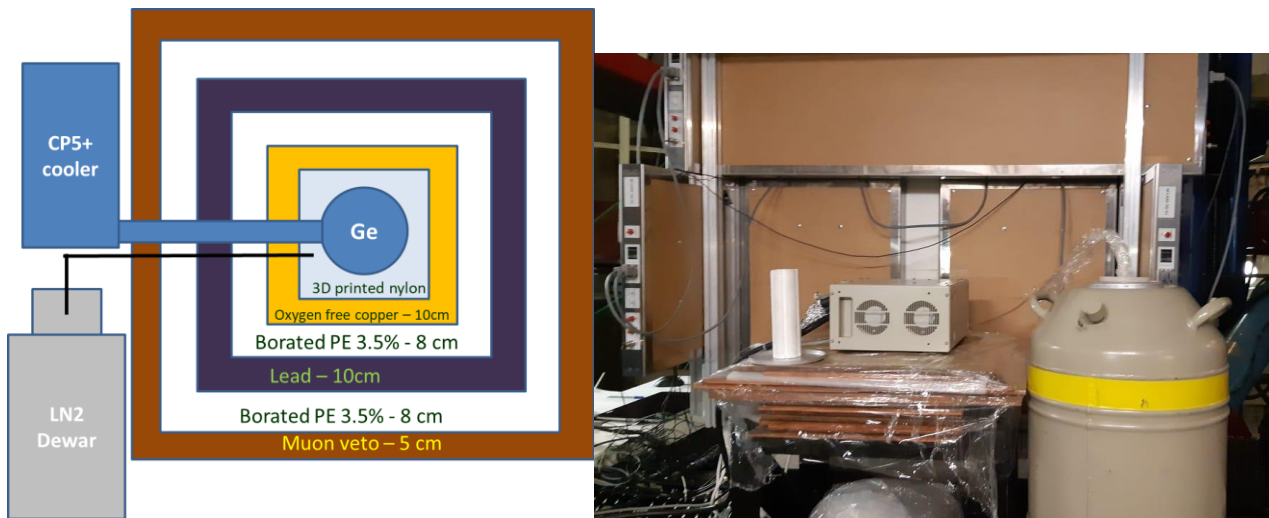 CP5+
cooler
Ge
3D printed nylon
Oxygen free copper – 10cm
Borated PE 3.5% - 8 cm
Lead – 10cm
Borated PE 3.5% - 8 cm
Muon veto – 5 cm
LN2
Dewar